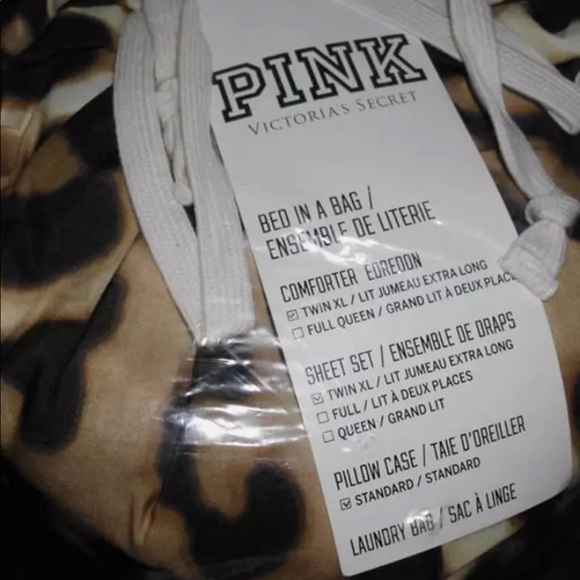 PINK
VICTORIA'S SECRET
BED IN A BAG /
ENSEMBLE DE LITERIE
COMFORTER EDREDON
☑ TWIN XL / LIT JUMEAU EXTRA LONG
☐ FULL QUEEN / GRAND LIT À DEUX PLACE
SHEET SET / ENSEMBLE DE DRAPS
☑ TWIN XL / LIT JUMEAU EXTRA LONG
☐ FULL / LIT À DEUX PLACES
☐ QUEEN / GRAND LIT
PILLOW CASE / TAIE D'OREILLER
☑ STANDARD / STANDARD
LAUNDRY BAG / SAC À LINGE